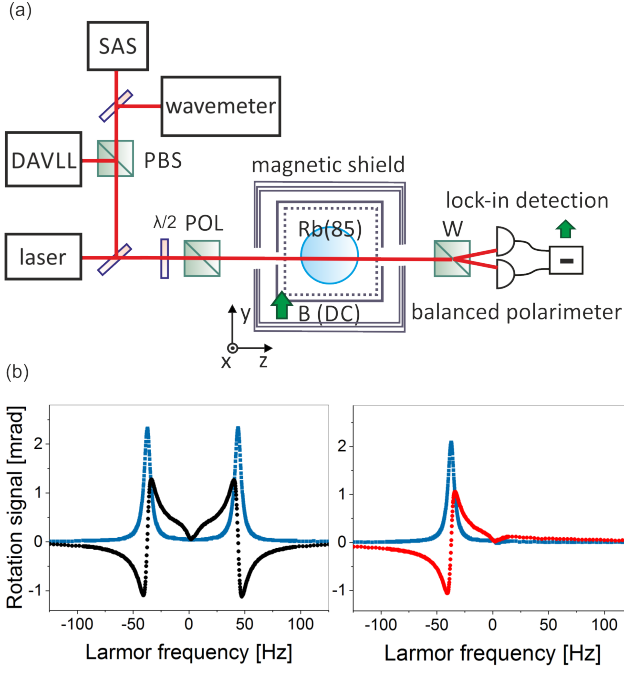 (a)
SAS
wavemeter
DAVLL
PBS
magnetic shield
lock-in detection
λ/2
POL
Rb(85)
W
laser
-
B (DC)
balanced polarimeter
y
x
z
(b)
Rotation signal [mrad]
2
1
0
-1
-100
-50
0
50
100
Larmor frequency [Hz]
2
1
0
-1
-100
-50
0
50
100
Larmor frequency [Hz]